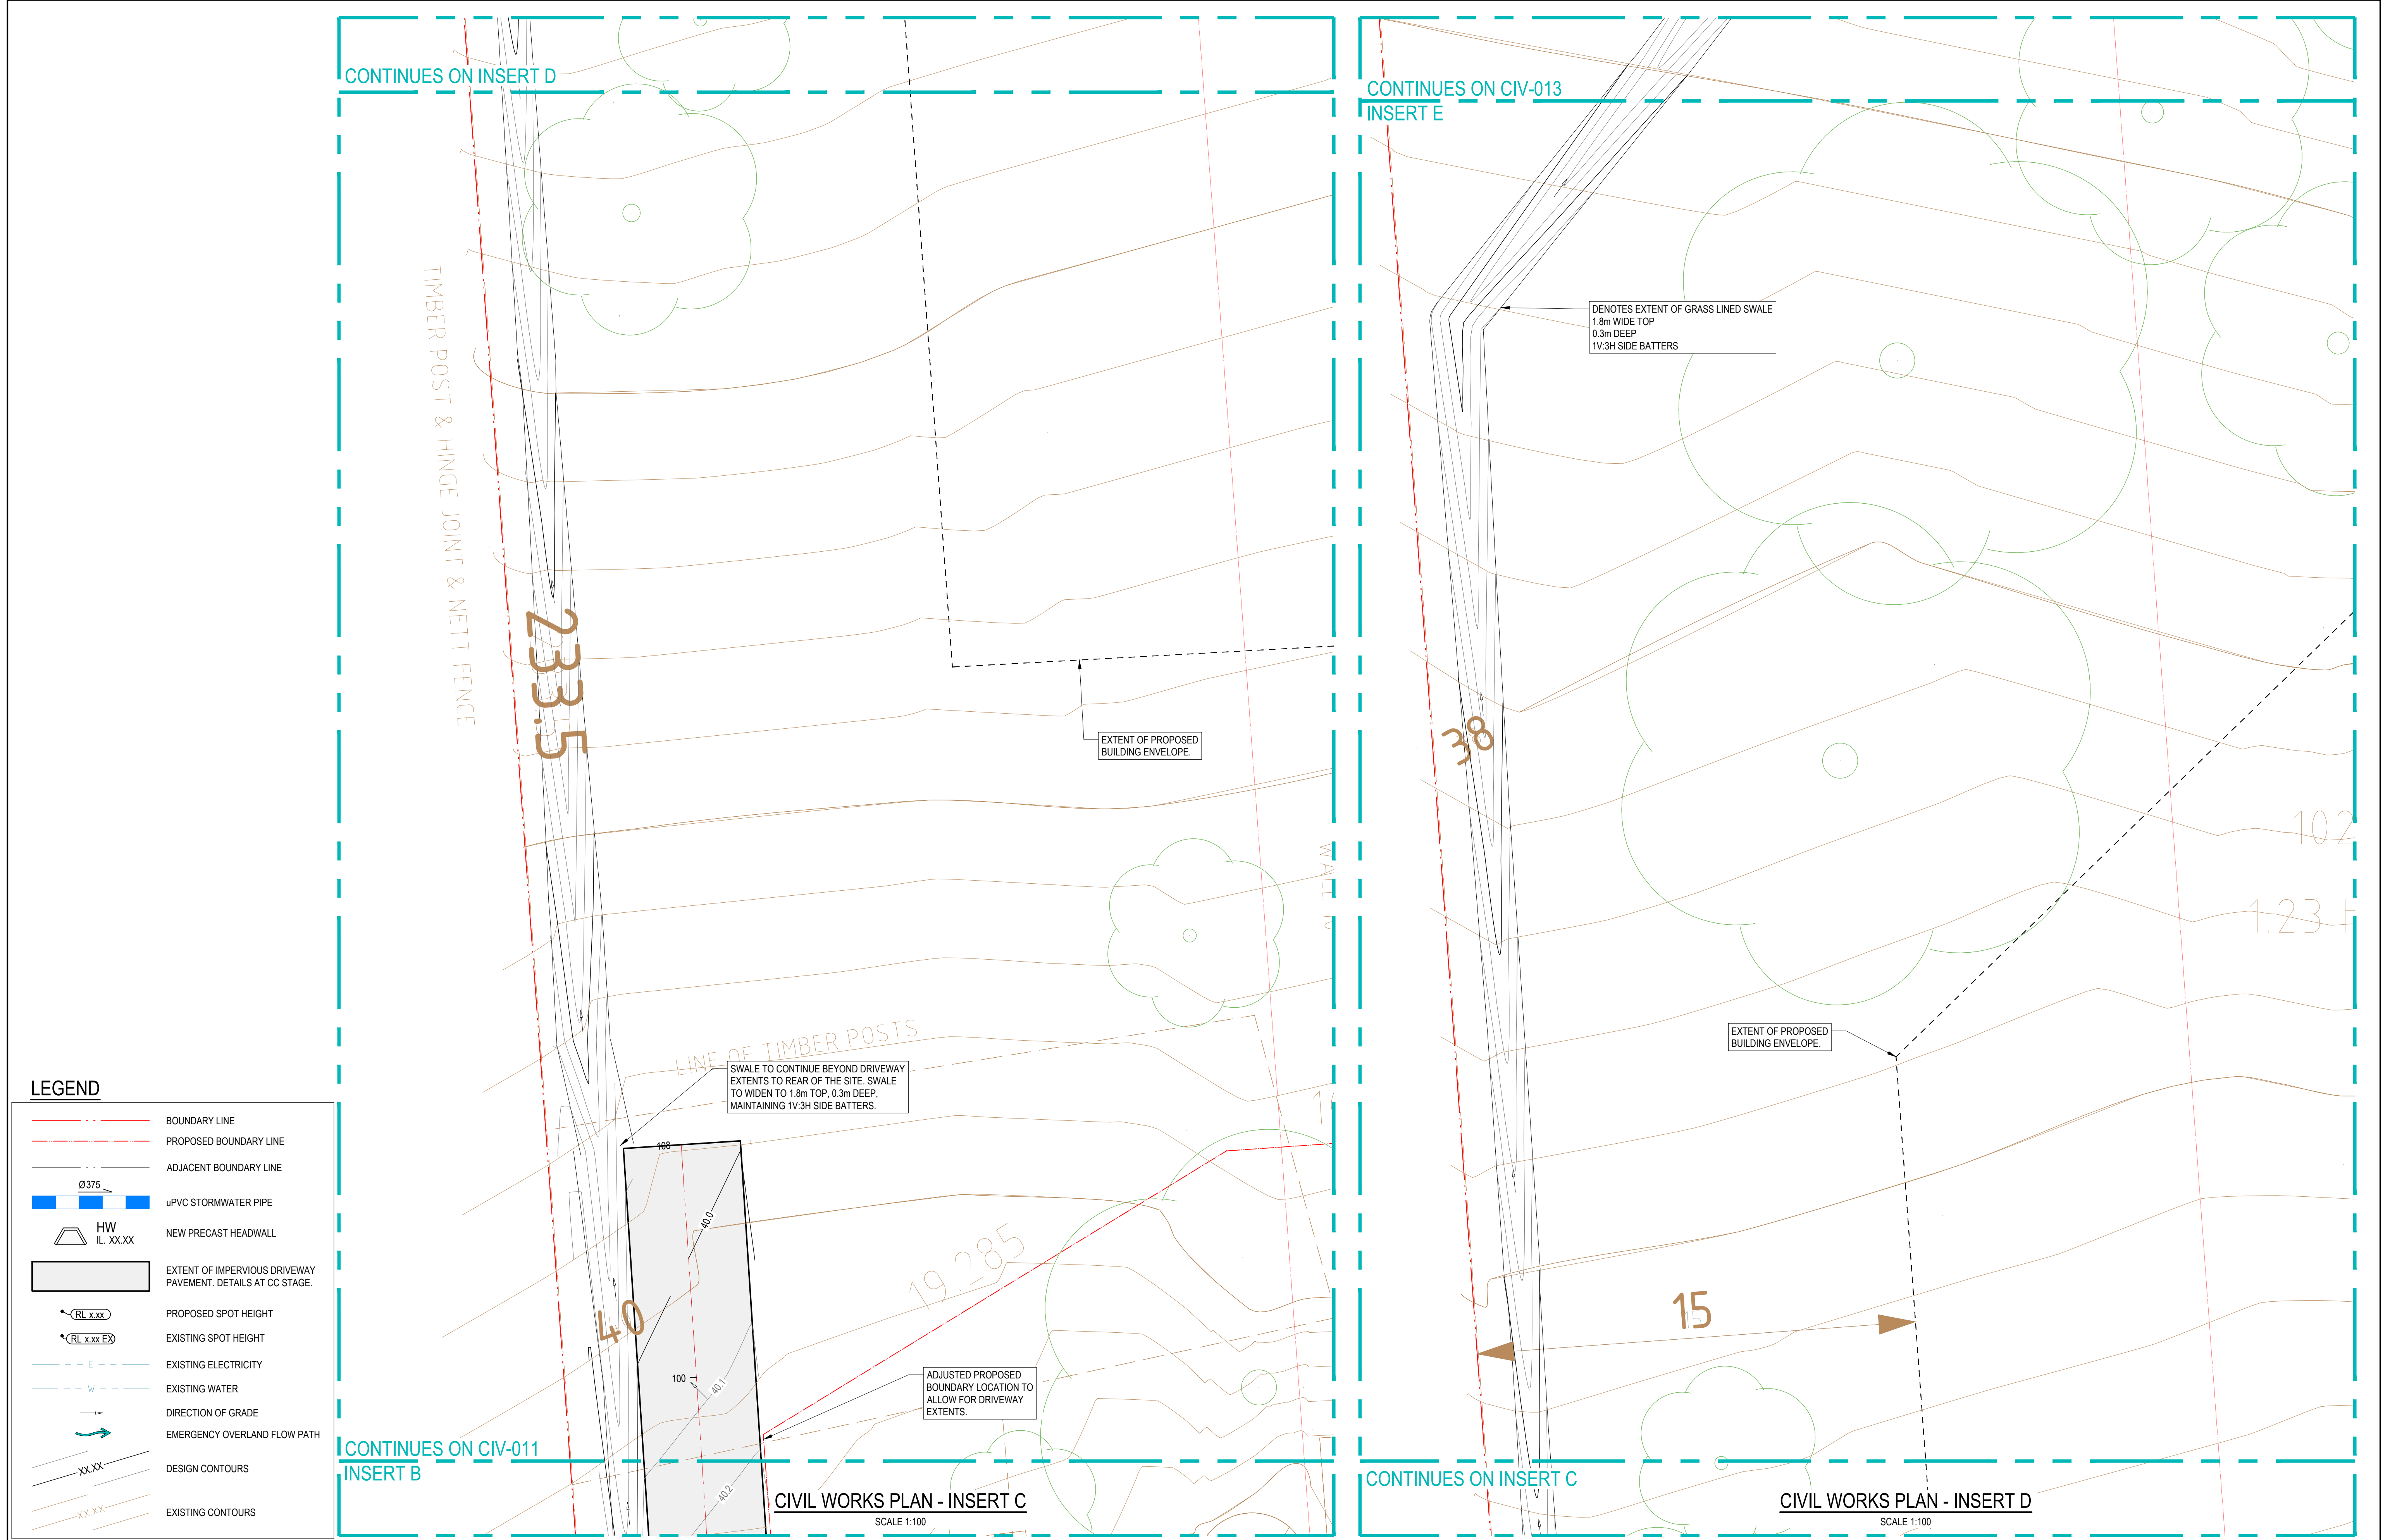 CONTINUES ON INSERT D
TIMBER POST & HINGE JOINT & NETT FENCE
233.5
EXTENT OF PROPOSED
BUILDING ENVELOPE.
LINE OF TIMBER POSTS
SWALE TO CONTINUE BEYOND DRIVEWAY
EXTENTS TO REAR OF THE SITE. SWALE
TO WIDEN TO 1.8m TOP, 0.3m DEEP,
MAINTAINING 1V:3H SIDE BATTERS.
108
40.0
19.285
40
100
40.1
ADJUSTED PROPOSED
BOUNDARY LOCATION TO
ALLOW FOR DRIVEWAY
EXTENTS.
40.2
CONTINUES ON CIV-011
INSERT B
CIVIL WORKS PLAN - INSERT C
SCALE 1:100
CONTINUES ON CIV-013
INSERT E
DENOTES EXTENT OF GRASS LINED SWALE
1.8m WIDE TOP
0.3m DEEP
1V:3H SIDE BATTERS
38
102
1.23 H
EXTENT OF PROPOSED
BUILDING ENVELOPE.
15
CONTINUES ON INSERT C
CIVIL WORKS PLAN - INSERT D
SCALE 1:100
LEGEND
BOUNDARY LINE
PROPOSED BOUNDARY LINE
ADJACENT BOUNDARY LINE
Ø375
uPVC STORMWATER PIPE
HW
IL. XX.XX
NEW PRECAST HEADWALL
EXTENT OF IMPERVIOUS DRIVEWAY
PAVEMENT. DETAILS AT CC STAGE.
RL x.xx
PROPOSED SPOT HEIGHT
RL x.xx EX
EXISTING SPOT HEIGHT
E
EXISTING ELECTRICITY
W
EXISTING WATER
DIRECTION OF GRADE
EMERGENCY OVERLAND FLOW PATH
XX.XX
DESIGN CONTOURS
XX.XX
EXISTING CONTOURS